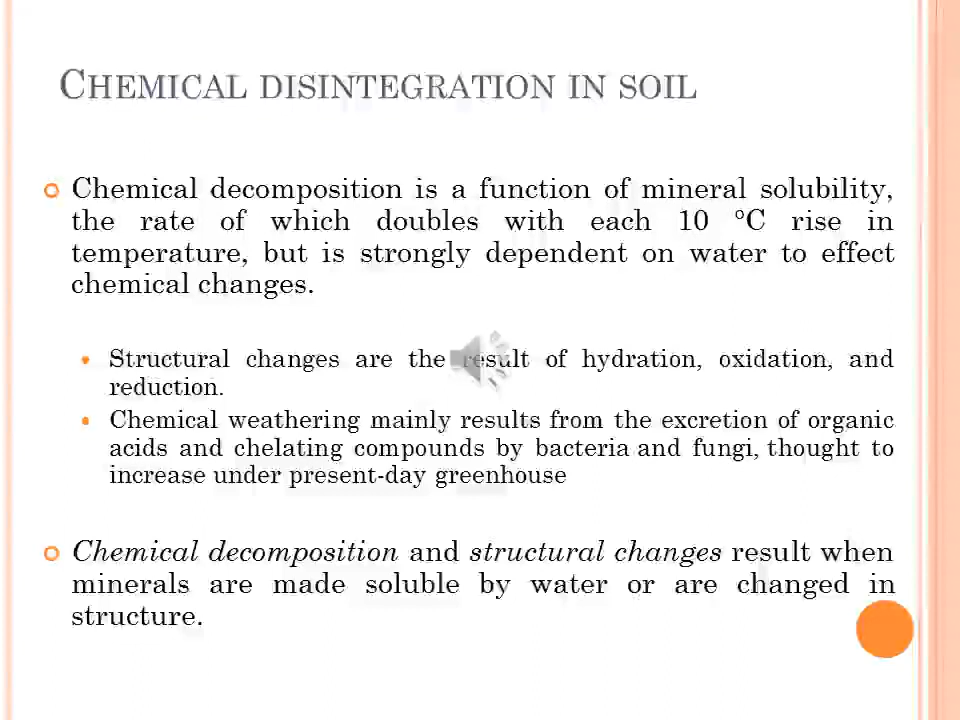 CHEMICAL DISINTEGRATION IN SOIL
Chemical decomposition is a function of mineral solubility,
the rate of which doubles with each 10 °C rise in
temperature, but is strongly dependent on water to effect
chemical changes.
Structural changes are the result of hydration, oxidation, and
reduction.
Chemical weathering mainly results from the excretion of organic
acids and chelating compounds by bacteria and fungi, thought to
increase under present-day greenhouse
Chemical decomposition and structural changes result when
minerals are made soluble by water or are changed in
structure.